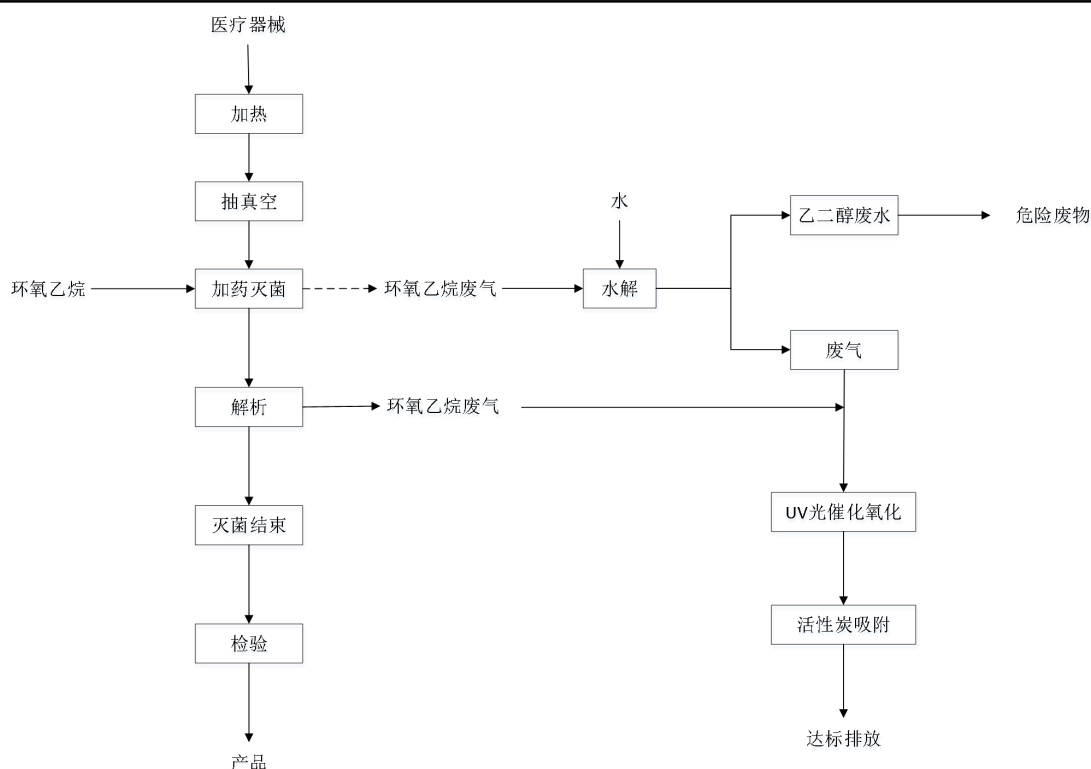 医疗器械
加热
抽真空
水
乙二醇废水
危险废物
环氧乙烷
加药灭菌
环氧乙烷废气
水解
废气
解析
环氧乙烷废气
灭菌结束
UV光催化氧化
检验
活性炭吸附
达标排放
产品